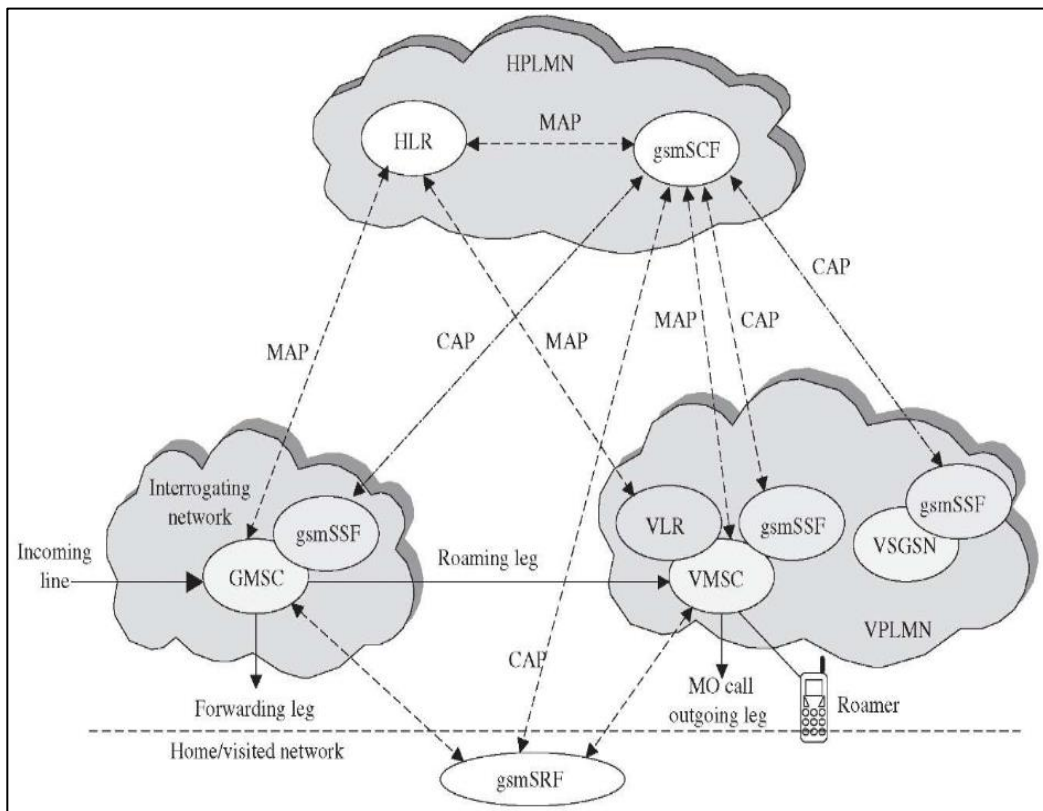 HPLMN
MAP
HLR
gsmSCF
CAP
MAP
CAP
CAP
MAP
MAP
Interrogating
network
gsmSSF
gsmSSF
VLR
gsmSSF
VSGSN
Incoming
line
GMSC
Roaming leg
VMSC
VPLMN
CAP
Forwarding leg
MO call
outgoing leg
Roamer
Home/visited network
gsmSRF